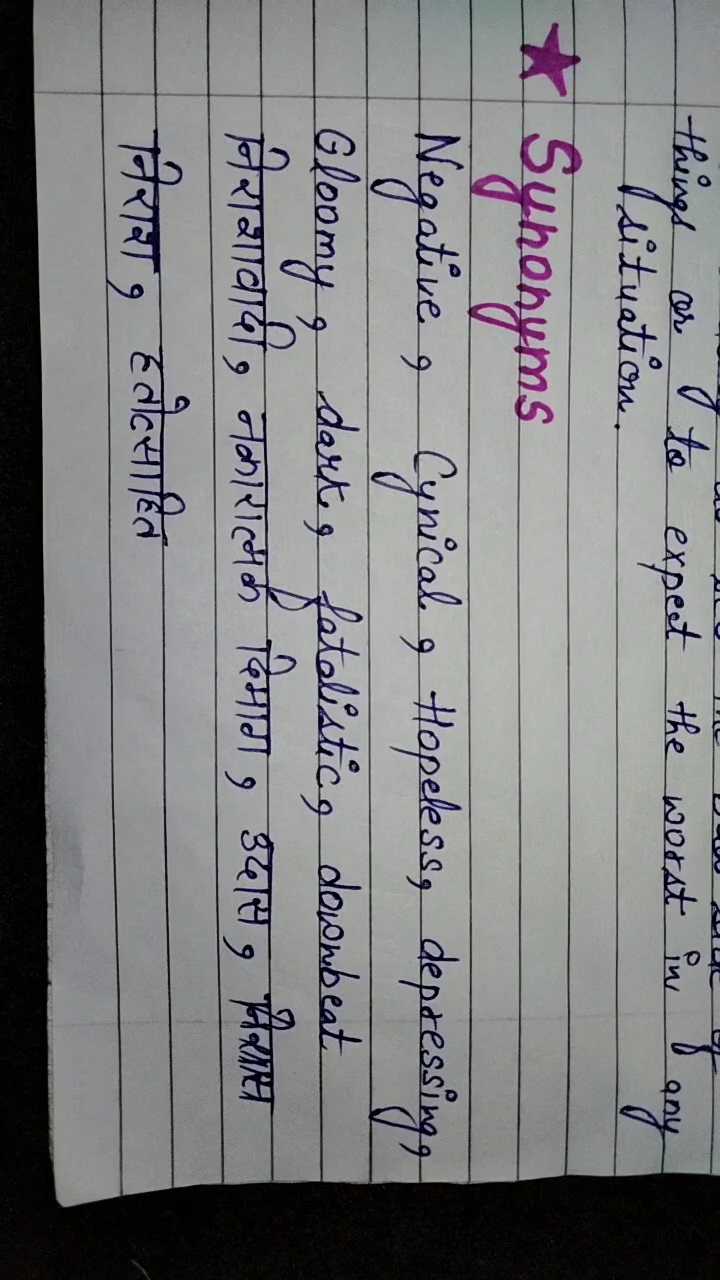 things or to expect the worst in any
situation.
★ Synonyms
Negative, Cynical, Hopeless, depressing,
Gloomy, dark, fatalistic, downbeat
निराशावादी, नकारात्मक दिमाग, उदास,
निराश, हतोत्साहित